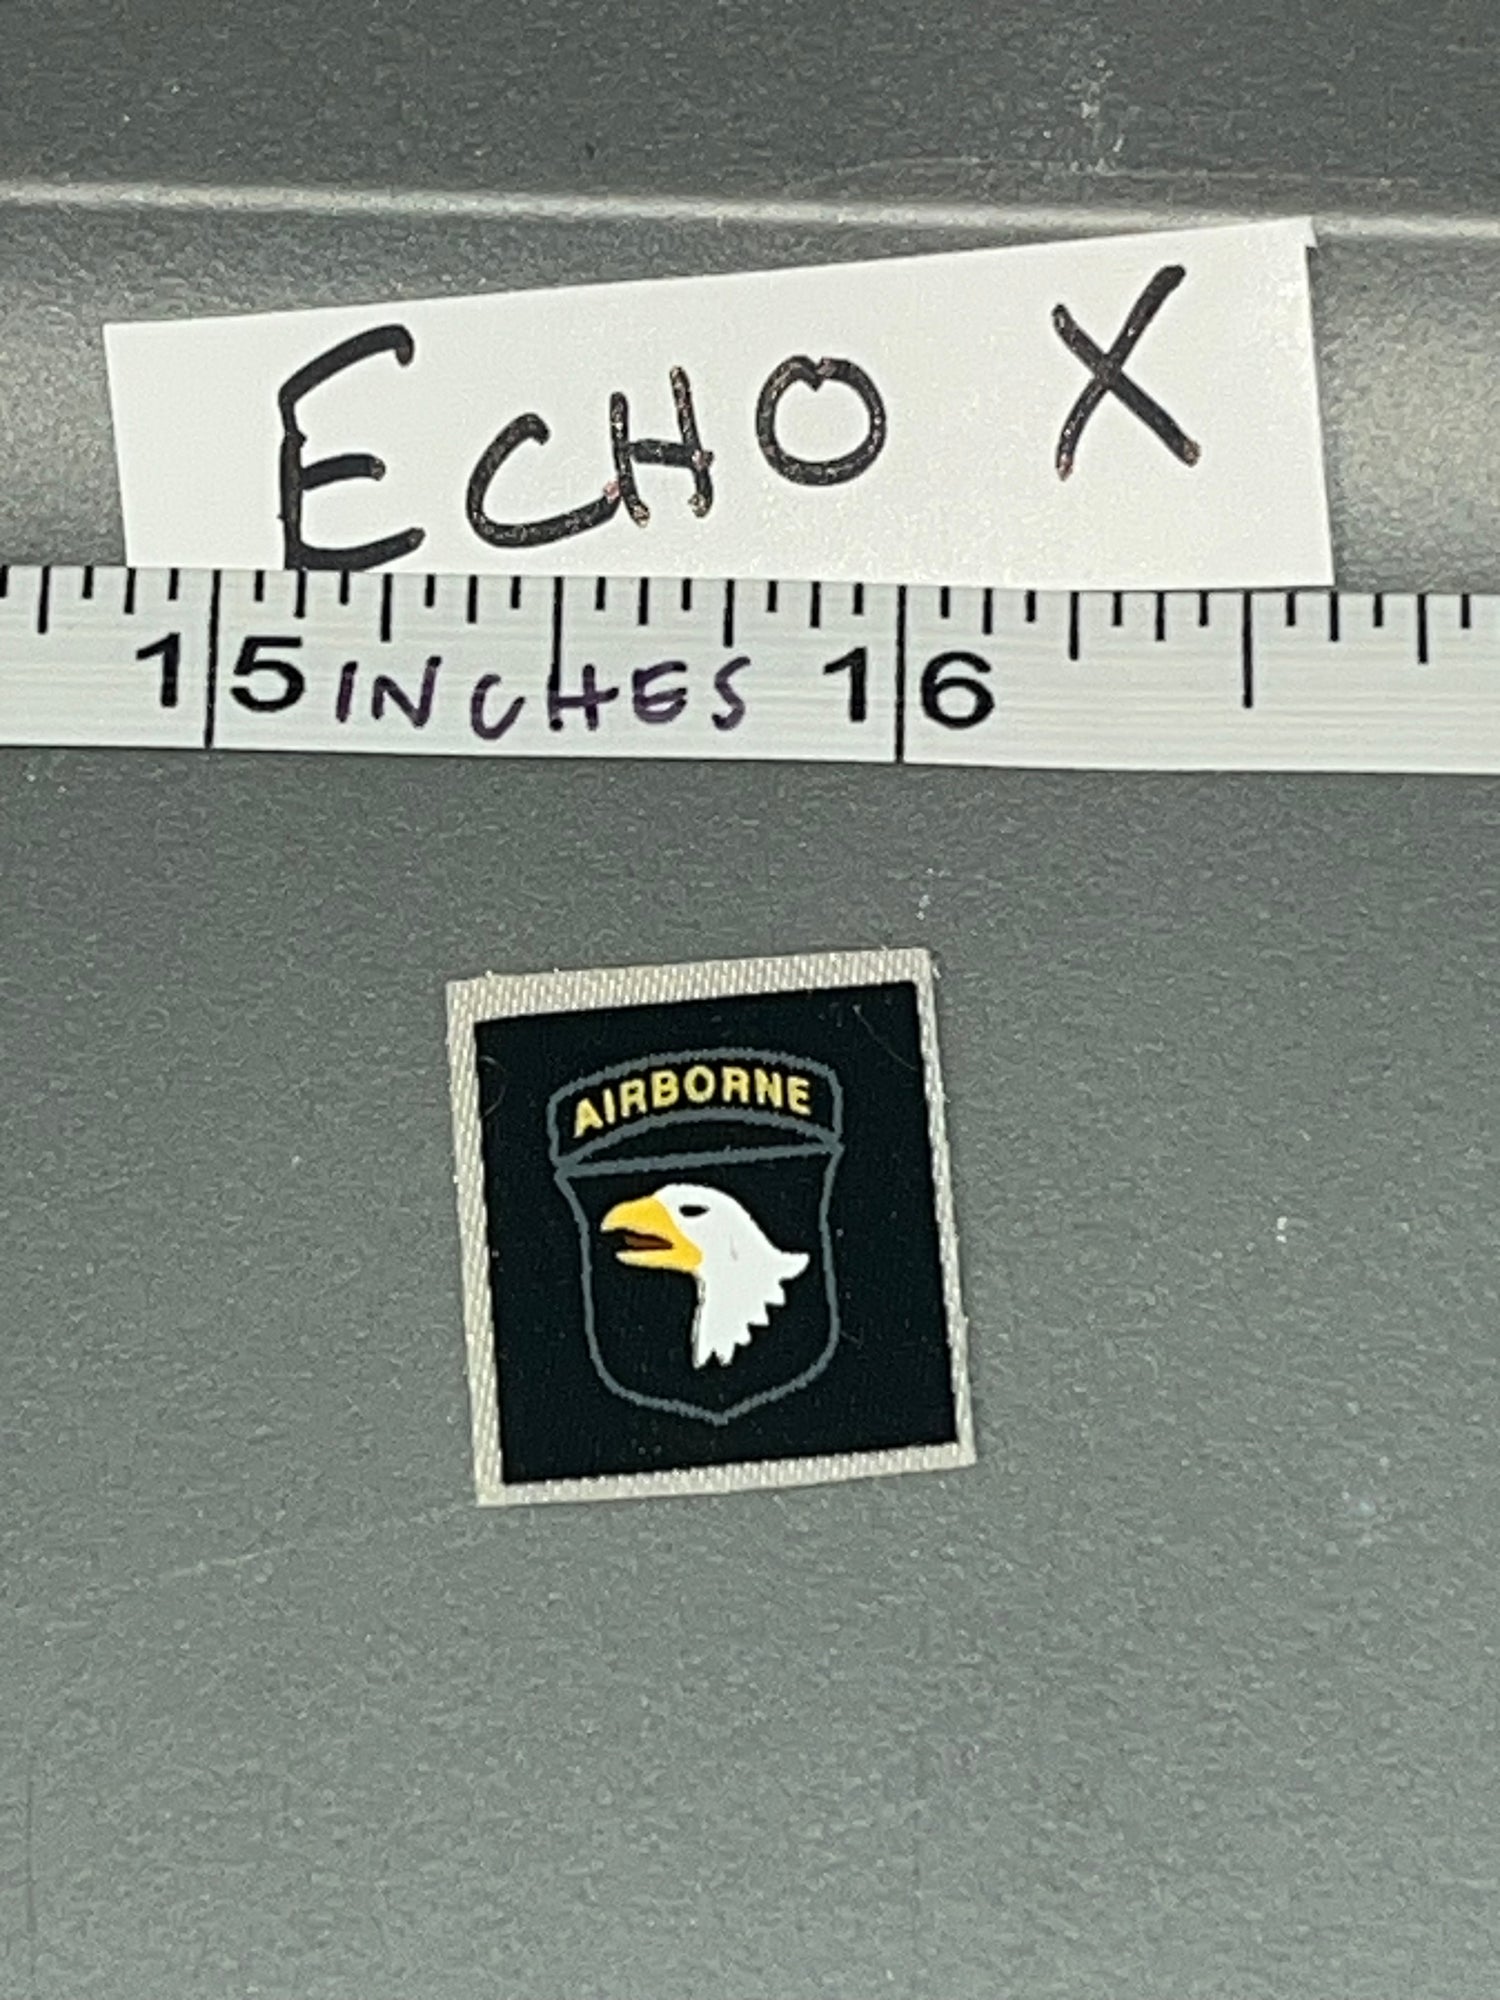 ECHO X
15 INCHES 16
AIRBORNE